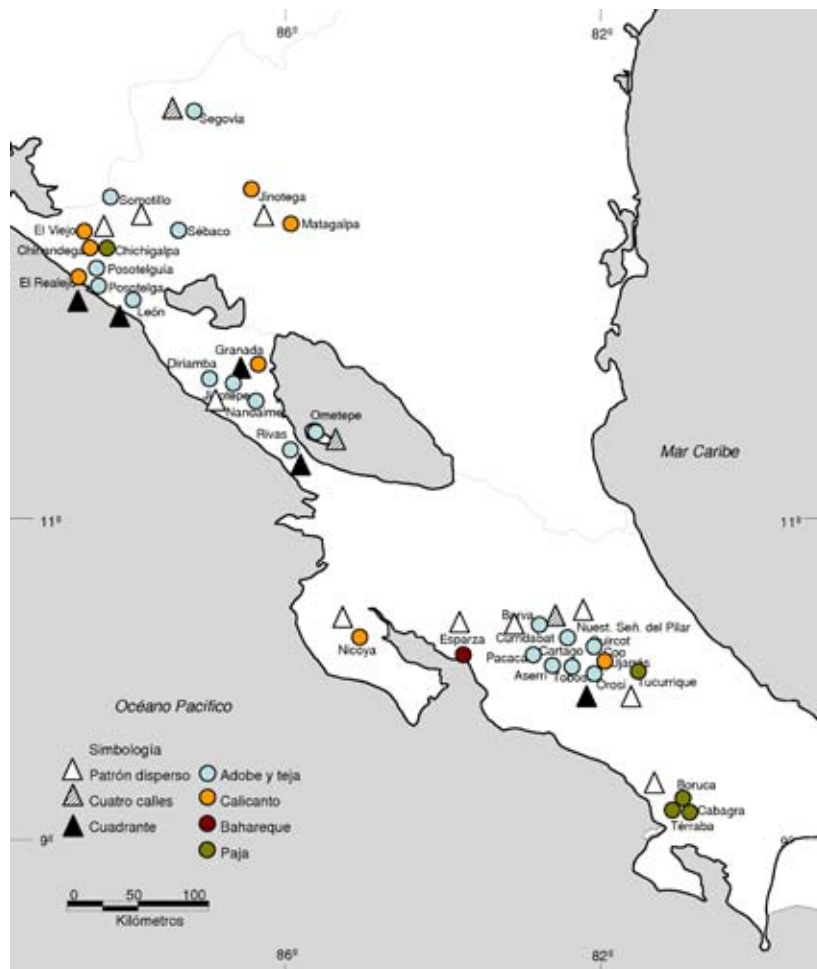 86º
82º
Segovia
Somotillo
Jinotega
El Viejo
Sébaco
Matagalpa
Chinandega
Chichigalpa
Posotelguía
El Realejo
Posotelga
León
Granada
Diriamba
Nandaime
Ometepe
Rivas
Mar Caribe
11º
11º
Barva
Nuest. Señ. del Pilar
Esparza
Curridabat
Quircot
Nicoya
Cartago
Coo
Pacaca
Ujarrás
Aserrí
Tobosi
Orosi
Tucurrique
Océano Pacifico
Simbología
Patrón disperso
Adobe y teja
Boruca
Cuatro calles
Calicanto
Cabagra
Cuadrante
Bahareque
Térraba
9º
9º
Paja
0 50 100
Kilómetros
86º
82º